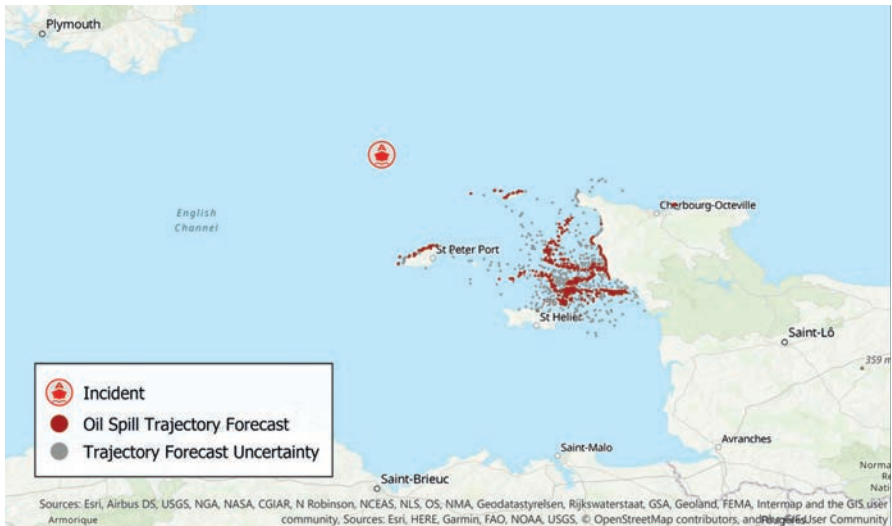 Plymouth
English
Channel
Cherbourg-Octeville
St Peter Port
St Helier
Saint-Lô
359 m
Incident
Oil Spill Trajectory Forecast
Trajectory Forecast Uncertainty
Avranches
Saint-Malo
Norma
Re
Nati
Saint-Brieuc
Sources: Esri, Airbus DS, USGS, NGA, NASA, CGIAR, N Robinson, NCEAS, NLS, OS, NMA, Geodatastyrelsen, Rijkswaterstaat, GSA, Geoland, FEMA, Intermap and the GIS user
community, Sources: Esri, HERE, Garmin, FAO, NOAA, USGS, © OpenStreetMap contributors, and the GIS User Community
Armorique